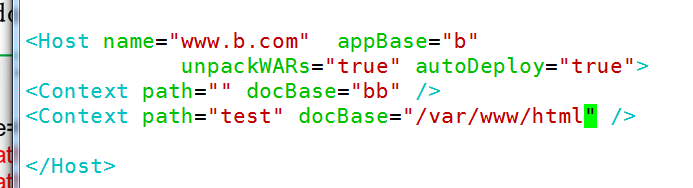 <Host name="www.b.com"  appBase="b"
            unpackWARs="true" autoDeploy="true">
<Context path="" docBase="bb" />
<Context path="test" docBase="/var/www/html" />
</Host>